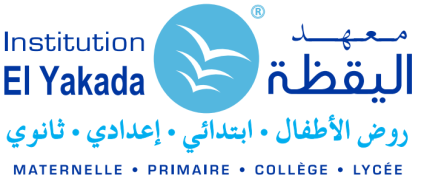 Institution
El Yakada
®
معهد
اليقظة
روض الأطفال • ابتدائي • إعدادي • ثانوي
MATERNELLE • PRIMAIRE • COLLÈGE • LYCÉE